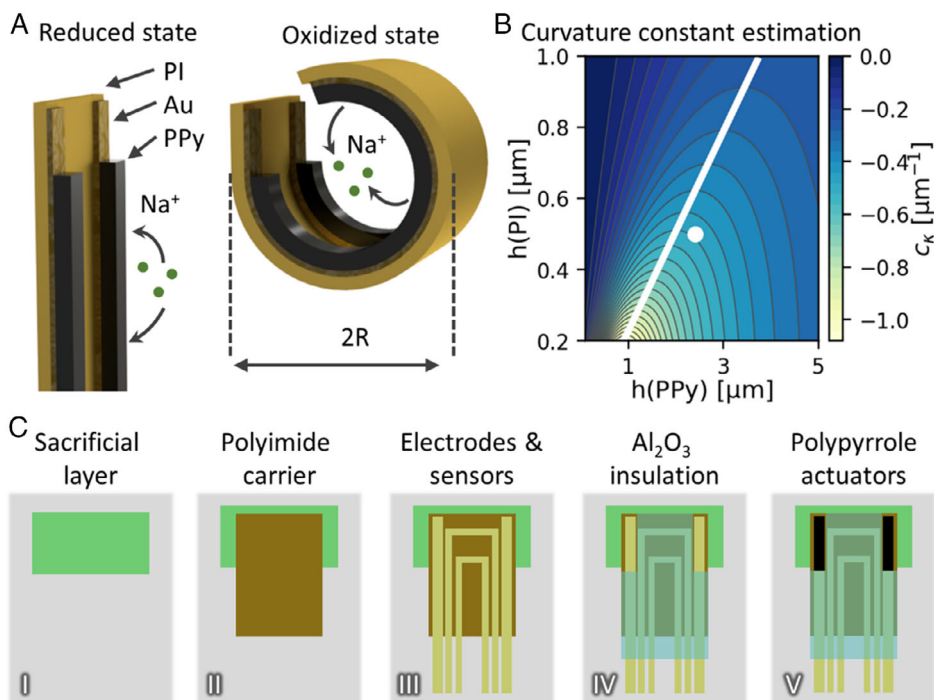 A
Reduced state
PI
Au
PPy
Na⁺
Oxidized state
Na⁺
2R
B
Curvature constant estimation
h(PI) [µm]
1.0
0.8
0.6
0.4
0.2
1
3
5
h(PPy) [µm]
0.0
−0.2
−0.4
−0.6
−0.8
−1.0
cκ [µm⁻¹]
C
Sacrificial
layer
Polyimide
carrier
Electrodes &
sensors
Al₂O₃
insulation
Polypyrrole
actuators
I
II
III
IV
V